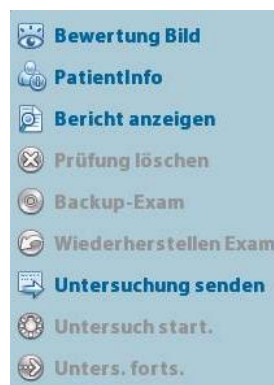 Bewertung Bild
PatientInfo
Bericht anzeigen
Prüfung löschen
Backup-Exam
Wiederherstellen Exam
Untersuchung senden
Untersuch start.
Unters. forts.